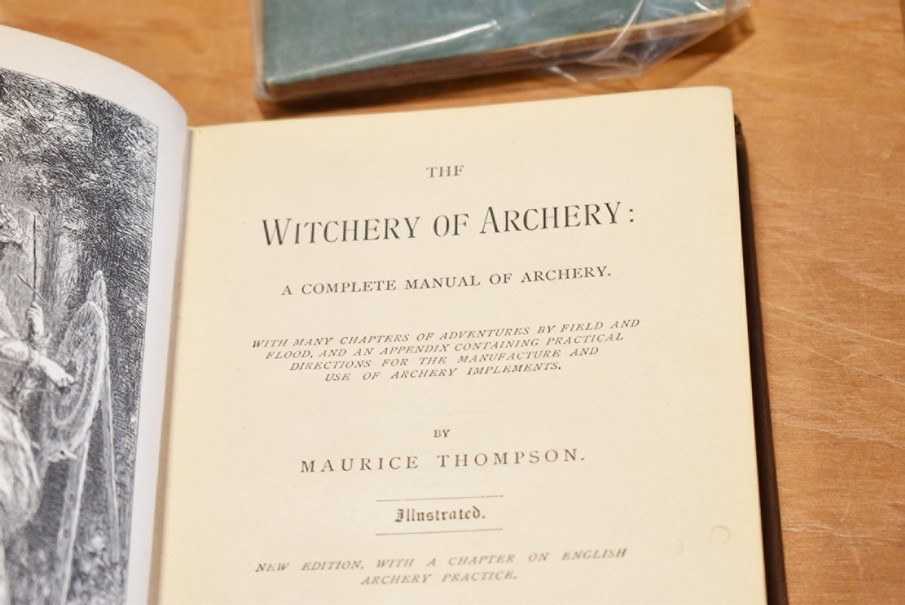 THE
WITCHERY OF ARCHERY:
A COMPLETE MANUAL OF ARCHERY.
WITH MANY CHAPTERS OF ADVENTURES BY FIELD AND
FLOOD, AND AN APPENDIX CONTAINING PRACTICAL
DIRECTIONS FOR THE MANUFACTURE AND
USE OF ARCHERY IMPLEMENTS.
BY
MAURICE THOMPSON.
Illustrated.
NEW EDITION, WITH A CHAPTER ON ENGLISH
ARCHERY PRACTICE.